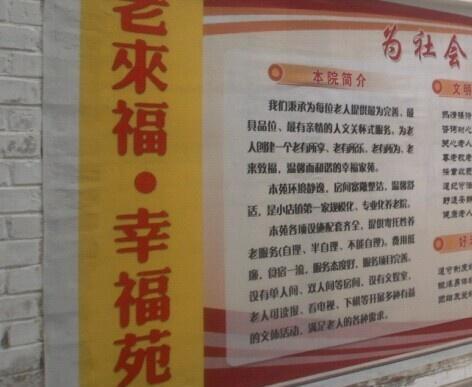 老來福·幸福苑
为社会
本院简介
我们秉承为每位老人提供最为完善、最
具品位、最有亲情的人文关怀式服务，为老
人创建一个老有所享、老有所乐、老有所为、老
来致福，温馨而和谐的幸福家苑。
本苑环境静逸，房间宽隆整洁，温馨舒
适，是小店镇第一家规模化、专业化养老院。
本苑各项设施配套齐全，提供寄托性养
老服务(自理、半自理、不能自理)。费用低
廉，食宿一流，服务态度好，服务项目完善。
设有单人间、双人间等房间。设有文娱室，
老人可读报、看电视、下棋等开展多种有益
的文体活动，满足老人的各种需求。
文明